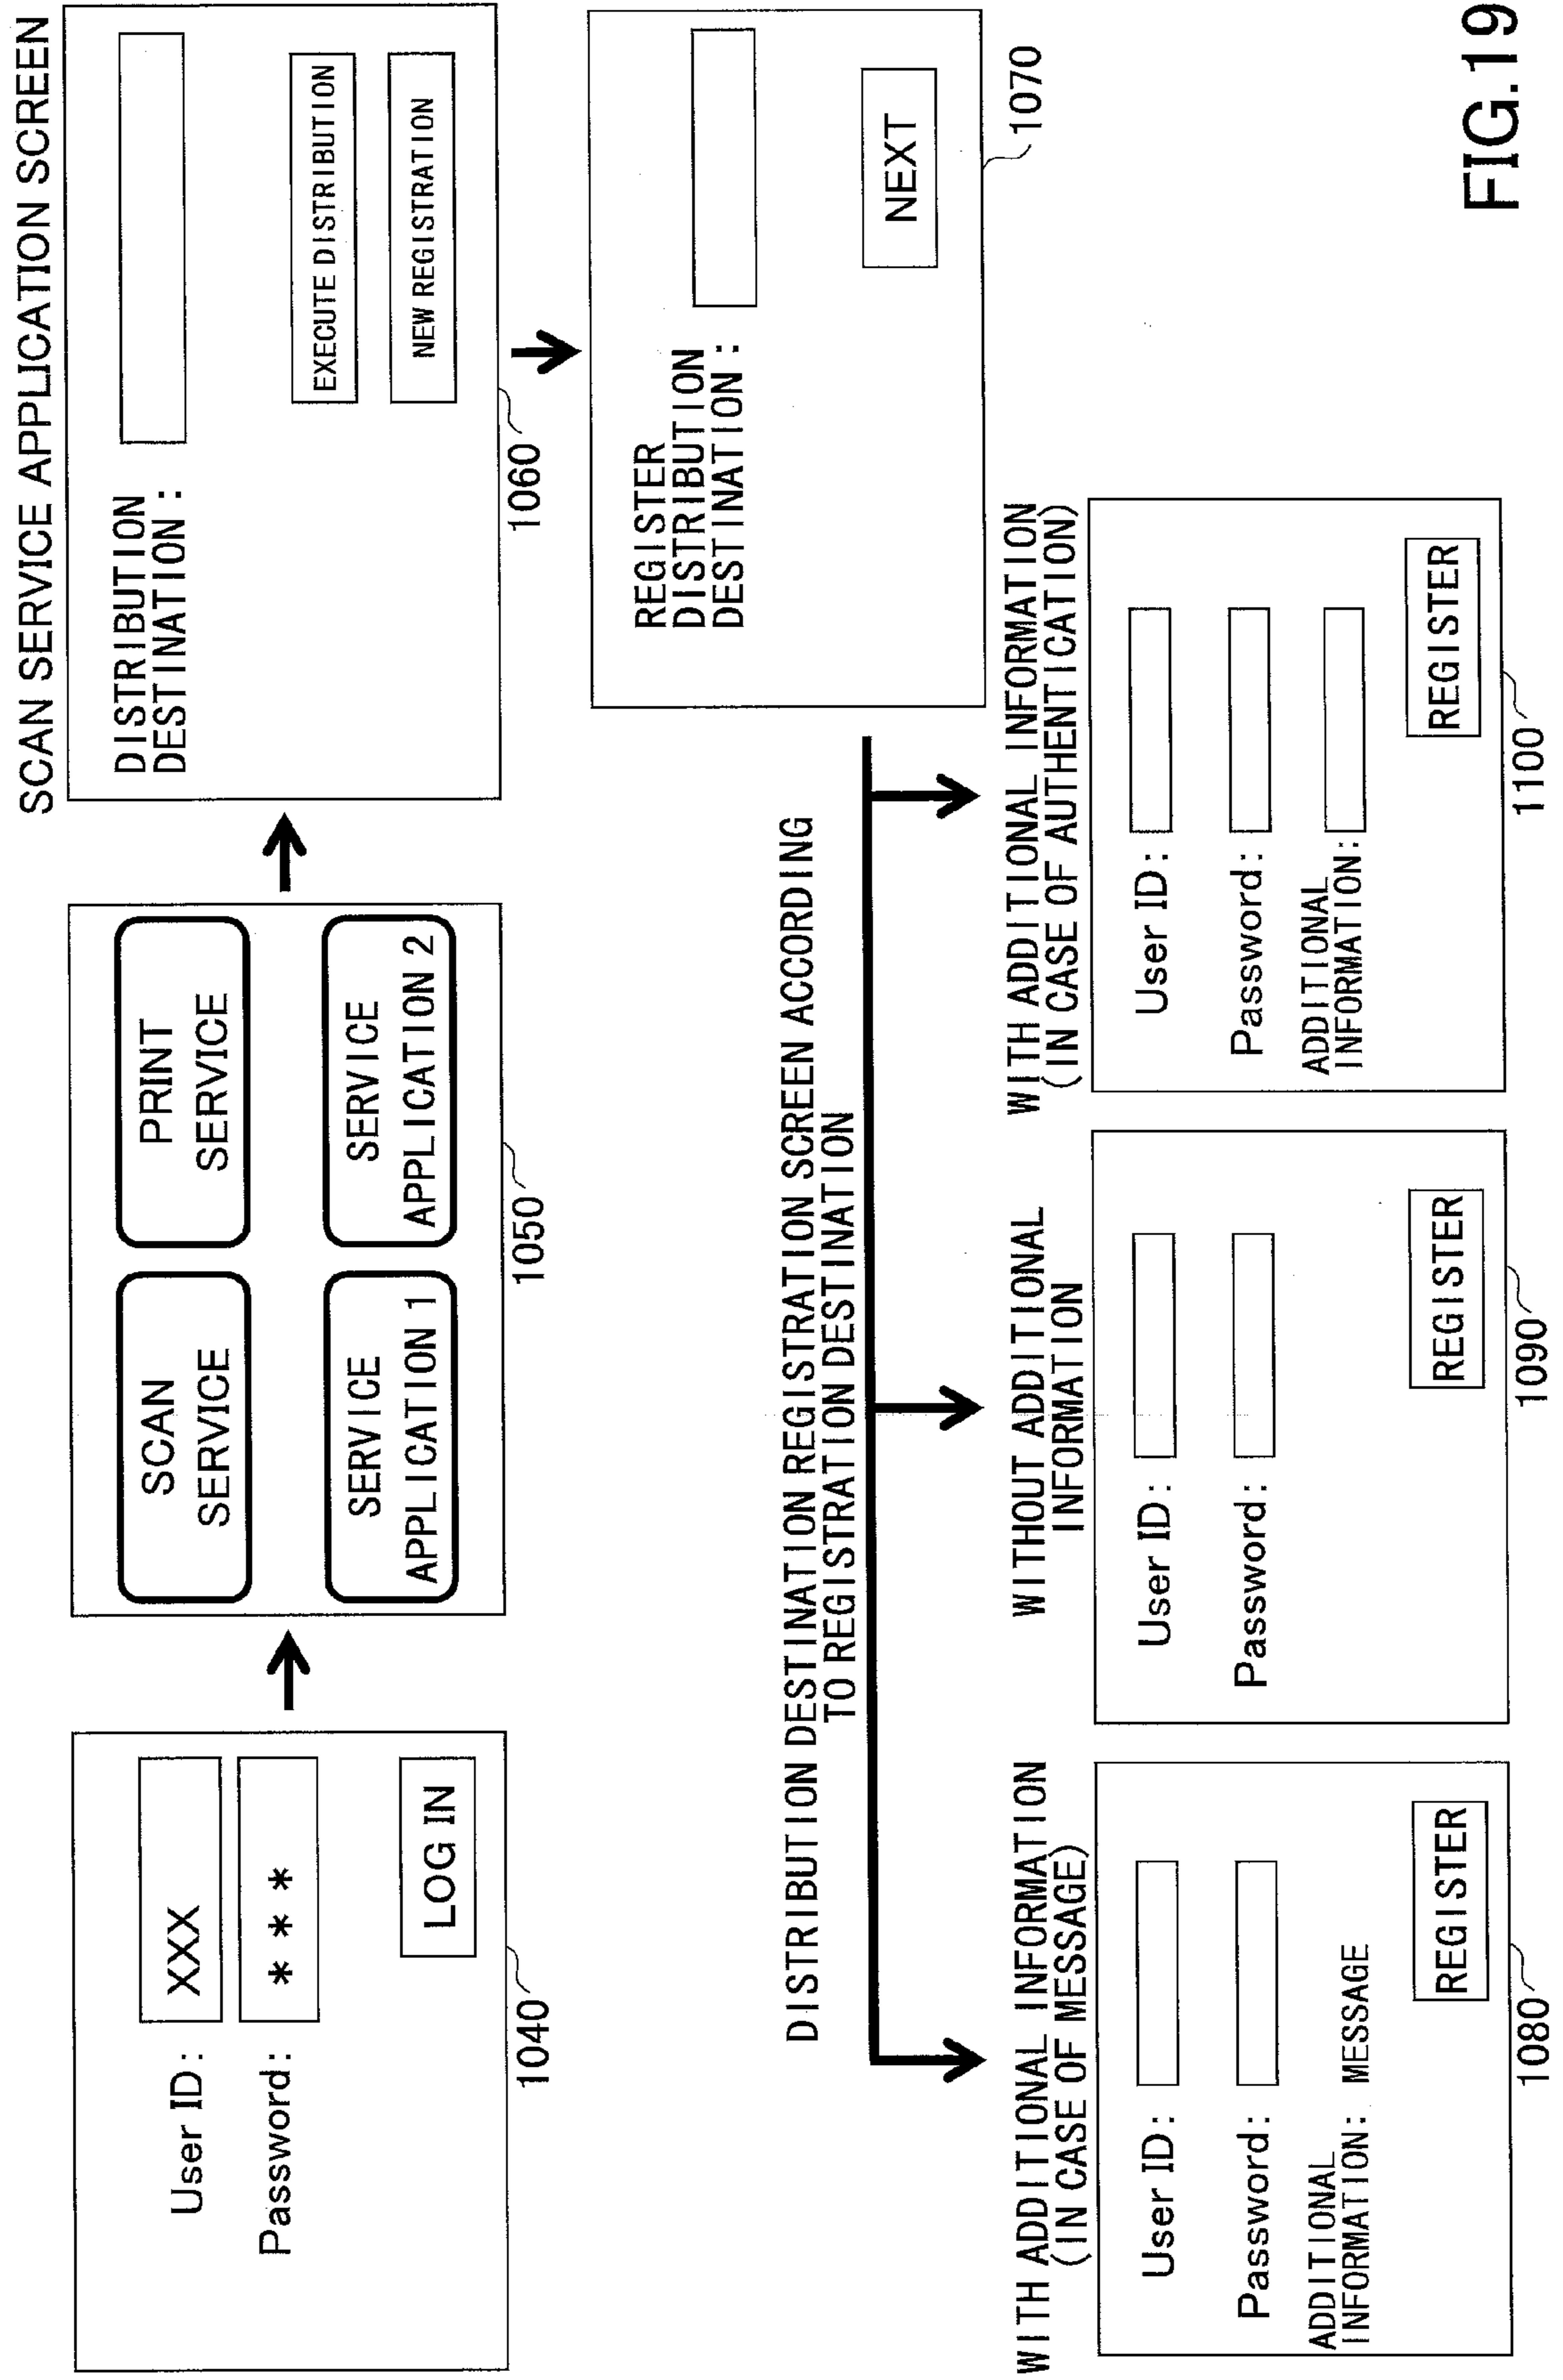 User ID:
XXX
Password:
* * *
LOG IN
1040
SCAN
SERVICE
PRINT
SERVICE
SERVICE
APPLICATION 1
SERVICE
APPLICATION 2
1050
SCAN SERVICE APPLICATION SCREEN
DISTRIBUTION
DESTINATION:
EXECUTE DISTRIBUTION
NEW REGISTRATION
1060
REGISTER
DISTRIBUTION
DESTINATION:
NEXT
1070
DISTRIBUTION DESTINATION REGISTRATION SCREEN ACCORDING
TO REGISTRATION DESTINATION
WITH ADDITIONAL INFORMATION
(IN CASE OF MESSAGE)
User ID:
Password:
ADDITIONAL
INFORMATION: MESSAGE
REGISTER
1080
WITHOUT ADDITIONAL
INFORMATION
User ID:
Password:
REGISTER
1090
WITH ADDITIONAL INFORMATION
(IN CASE OF AUTHENTICATION)
User ID:
Password:
ADDITIONAL
INFORMATION:
REGISTER
1100
FIG.19